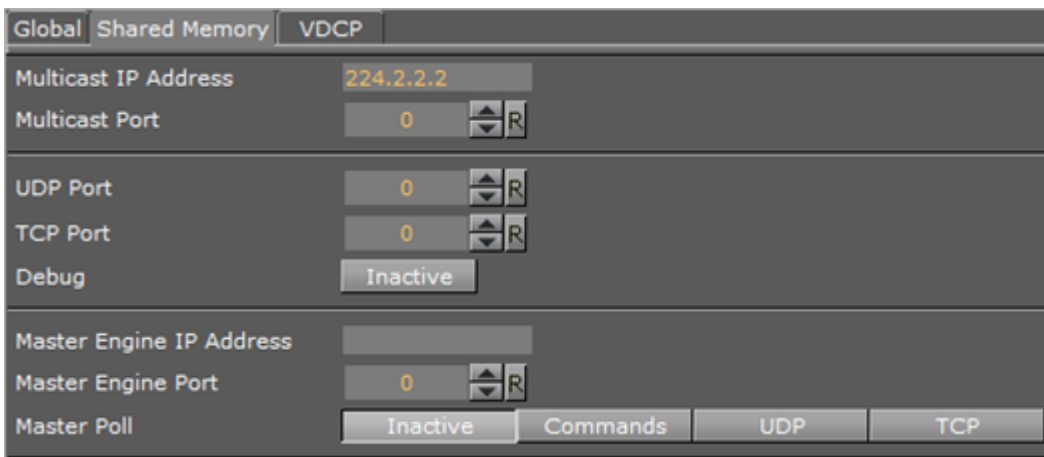 Global Shared Memory VDCP
Multicast IP Address 224.2.2.2
Multicast Port 0 R
UDP Port 0 R
TCP Port 0 R
Debug Inactive
Master Engine IP Address
Master Engine Port 0 R
Master Poll Inactive Commands UDP TCP